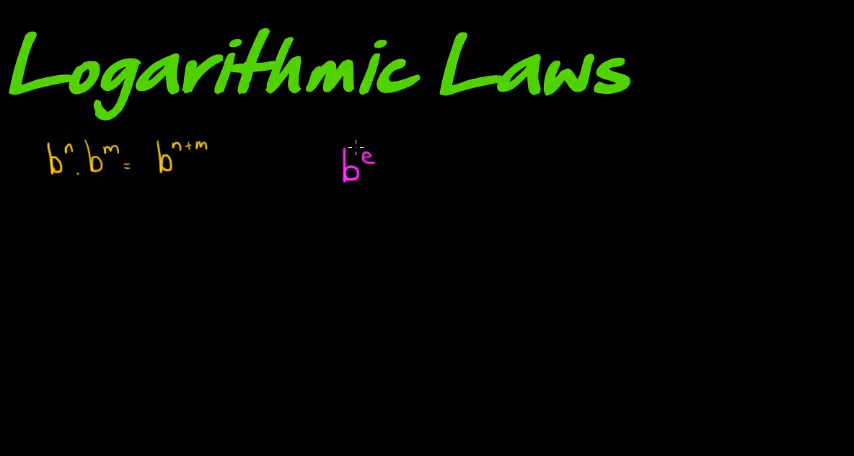 Logarithmic Laws
bⁿ . bᵐ = bⁿ⁺ᵐ bᵉ